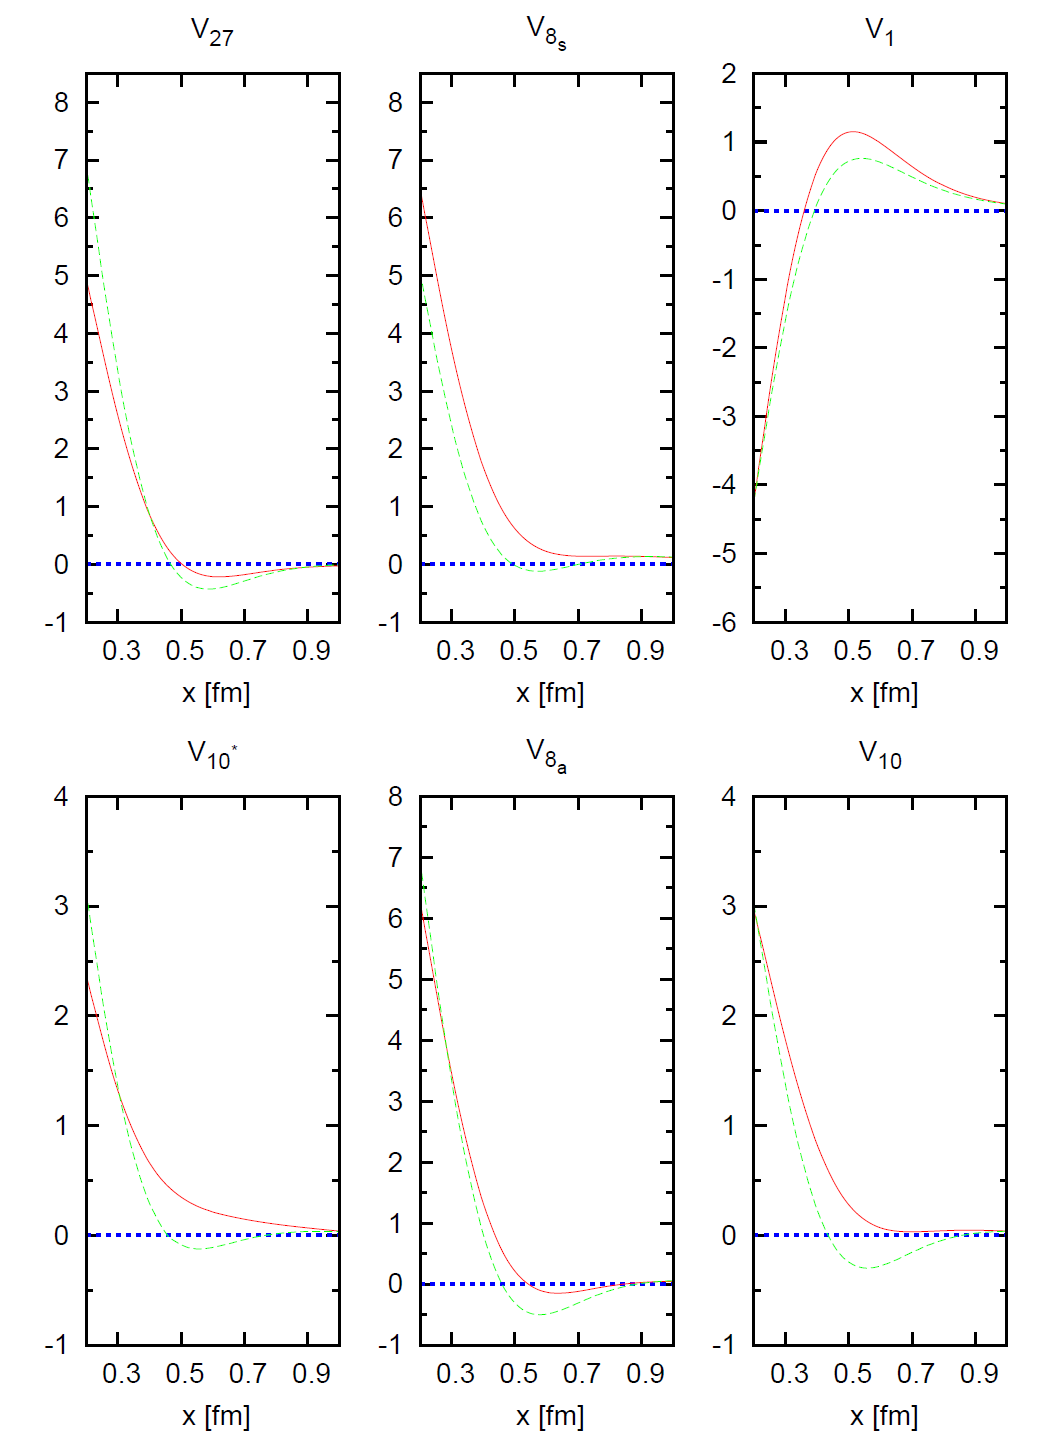 V27 V8s V1
8 8 2
7 7 1
6 6 0
5 5 -1
4 4 -2
3 3 -3
2 2 -4
1 1 -5
0 0 -6
-1 -1
0.3 0.5 0.7 0.9 0.3 0.5 0.7 0.9 0.3 0.5 0.7 0.9
x [fm] x [fm] x [fm]
V10* V8a V10
4 8 4
3 7 3
2 6 2
1 5 1
0 4 0
-1 3 -1
2
1
0
-1
0.3 0.5 0.7 0.9 0.3 0.5 0.7 0.9 0.3 0.5 0.7 0.9
x [fm] x [fm] x [fm]